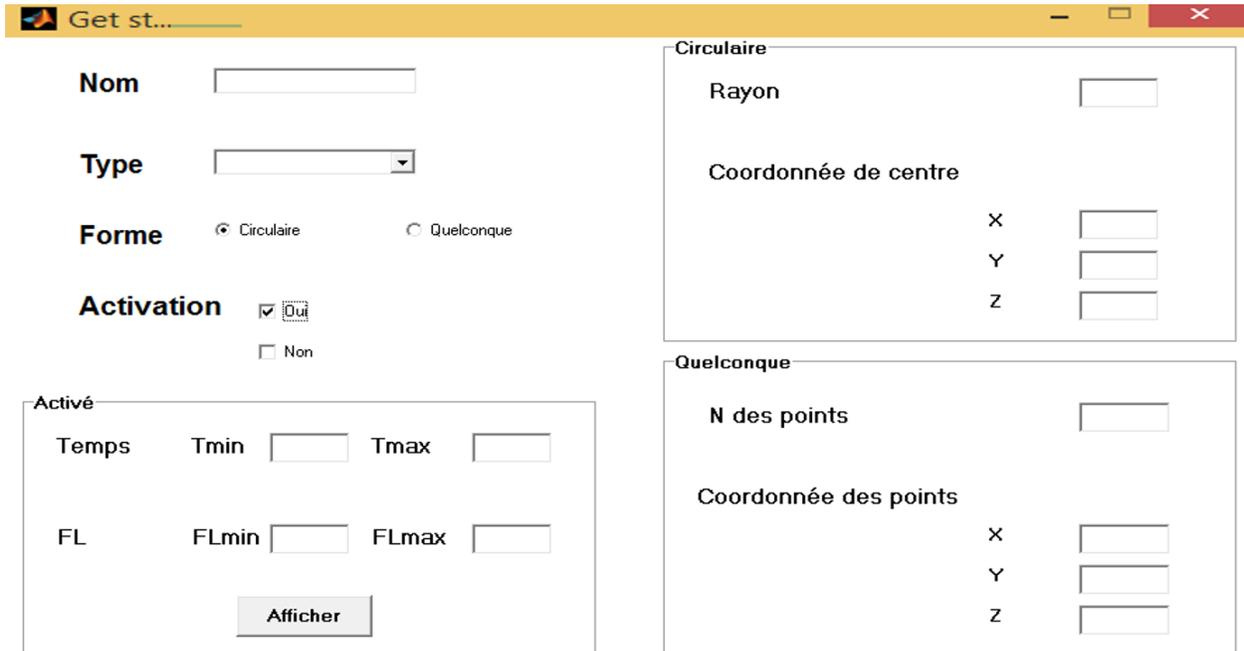 Get st...
Nom
Type
Forme Circulaire Quelconque
Activation Oui
Non
Activé
Temps Tmin Tmax
FL FLmin FLmax
Afficher
Circulaire
Rayon
Coordonnée de centre
X
Y
Z
Quelconque
N des points
Coordonnée des points
X
Y
Z